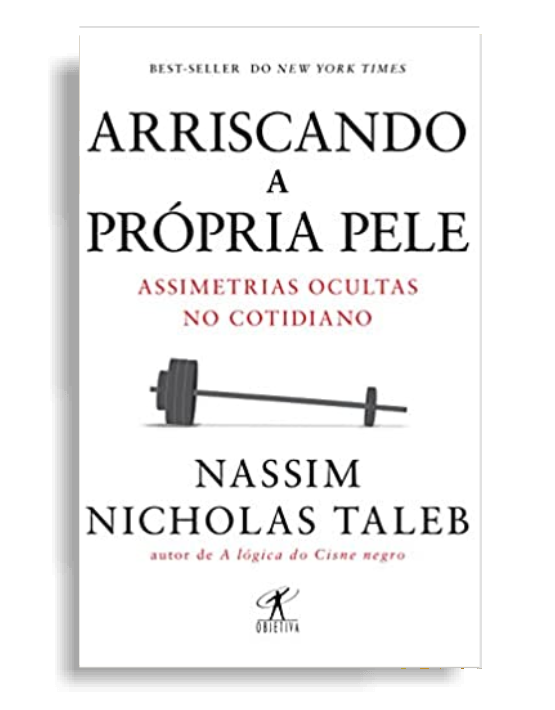 BEST-SELLER DO NEW YORK TIMES
ARRISCANDO
A
PRÓPRIA PELE
ASSIMETRIAS OCULTAS
NO COTIDIANO
NASSIM
NICHOLAS TALEB
autor de A lógica do Cisne negro
OBJETIVA